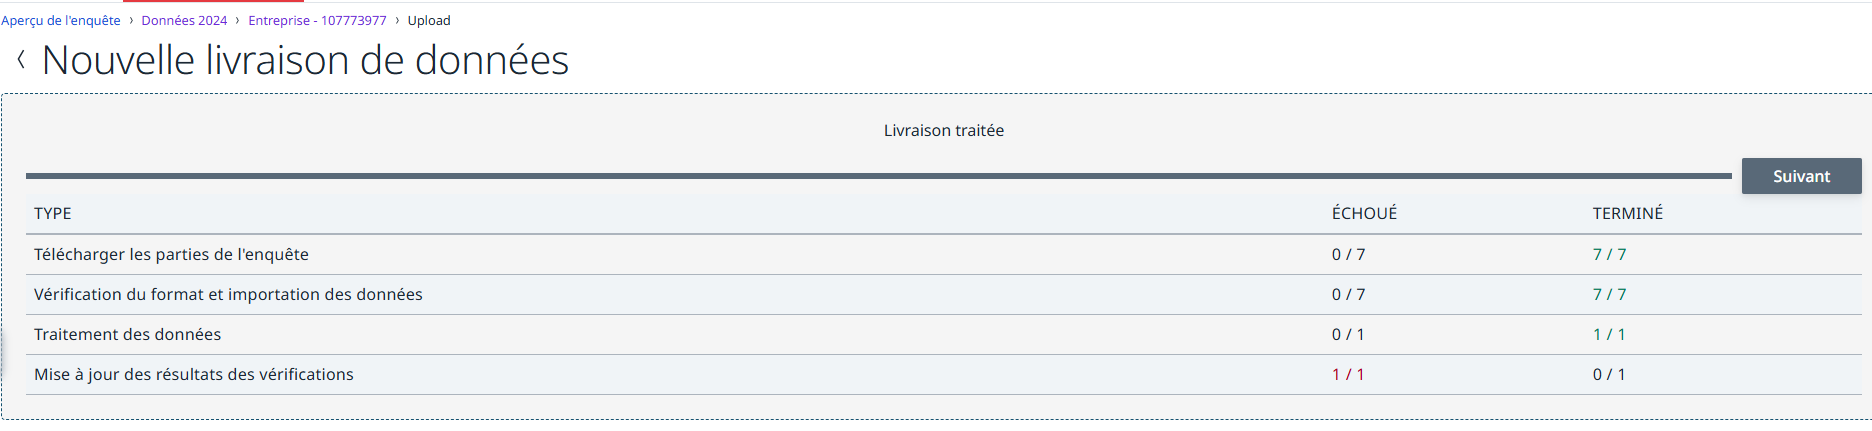 Aperçu de l'enquête › Données 2024 › Entreprise - 107773977 › Upload
‹ Nouvelle livraison de données
Livraison traitée
Suivant
TYPE ÉCHOUÉ TERMINÉ
Télécharger les parties de l'enquête 0 / 7 7 / 7
Vérification du format et importation des données 0 / 7 7 / 7
Traitement des données 0 / 1 1 / 1
Mise à jour des résultats des vérifications 1 / 1 0 / 1